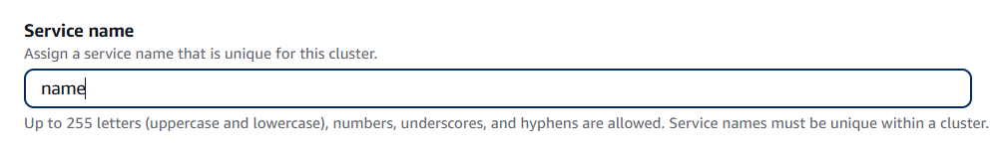 Service name
Assign a service name that is unique for this cluster.
name
Up to 255 letters (uppercase and lowercase), numbers, underscores, and hyphens are allowed. Service names must be unique within a cluster.